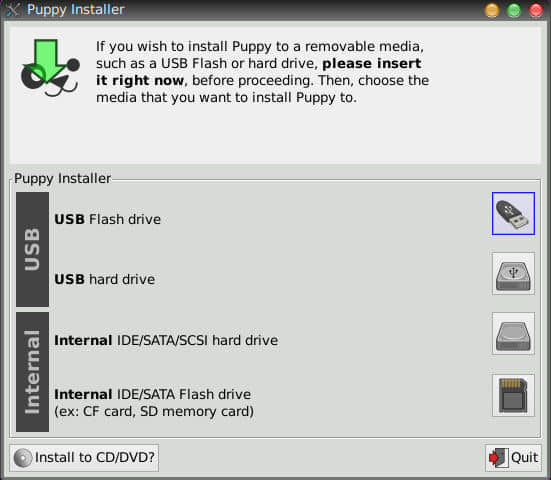 Puppy Installer
If you wish to install Puppy to a removable media,
such as a USB Flash or hard drive, please insert
it right now, before proceeding. Then, choose the
media that you want to install Puppy to.
Puppy Installer
USB
USB Flash drive
USB hard drive
Internal
Internal IDE/SATA/SCSI hard drive
Internal IDE/SATA Flash drive
(ex: CF card, SD memory card)
Install to CD/DVD?
Quit